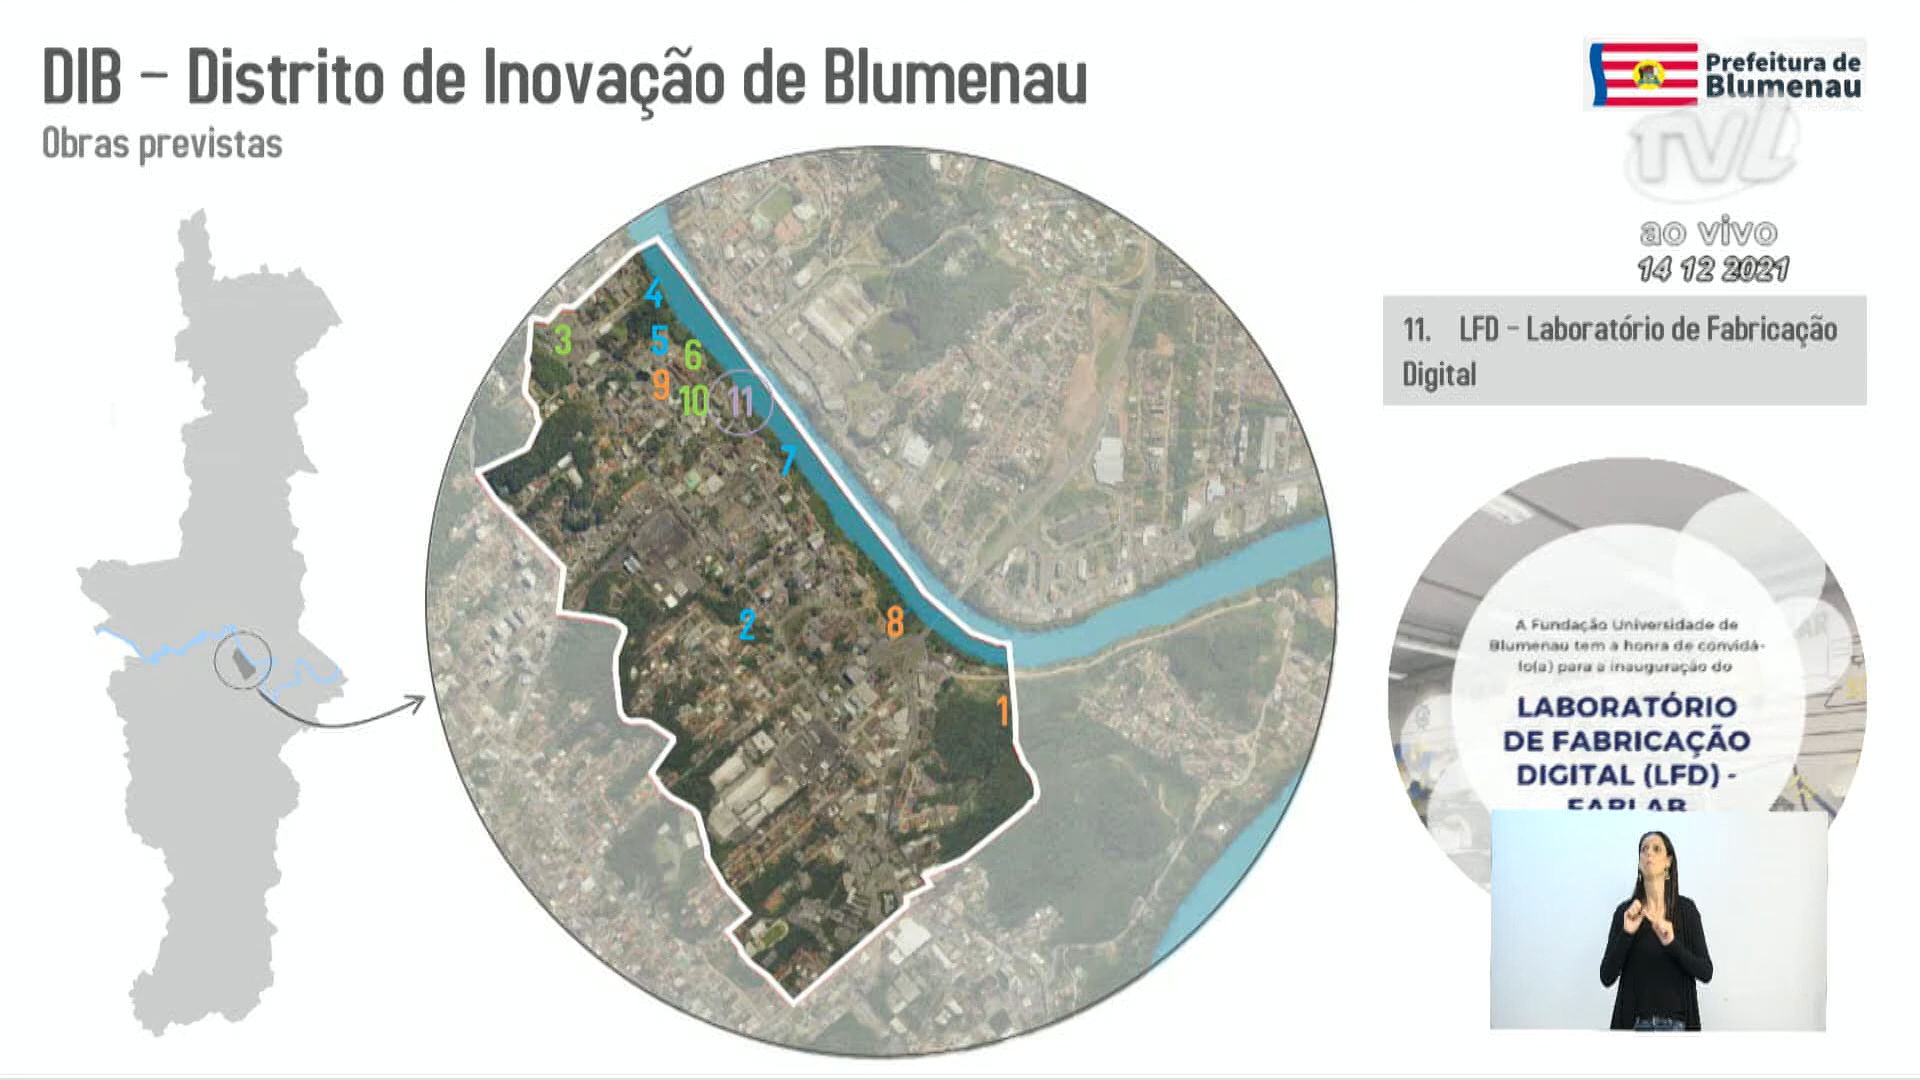 DIB - Distrito de Inovação de Blumenau
Obras previstas
Prefeitura de
Blumenau
TVL
ao vivo
14 12 2021
11. LFD - Laboratório de Fabricação
Digital
4
3
5
6
9
10
11
7
2
8
1
A Fundação Universidade de
Blumenau tem a honra de convidá-
lo(a) para a inauguração do
LABORATÓRIO
DE FABRICAÇÃO
DIGITAL (LFD) -
FABLAB